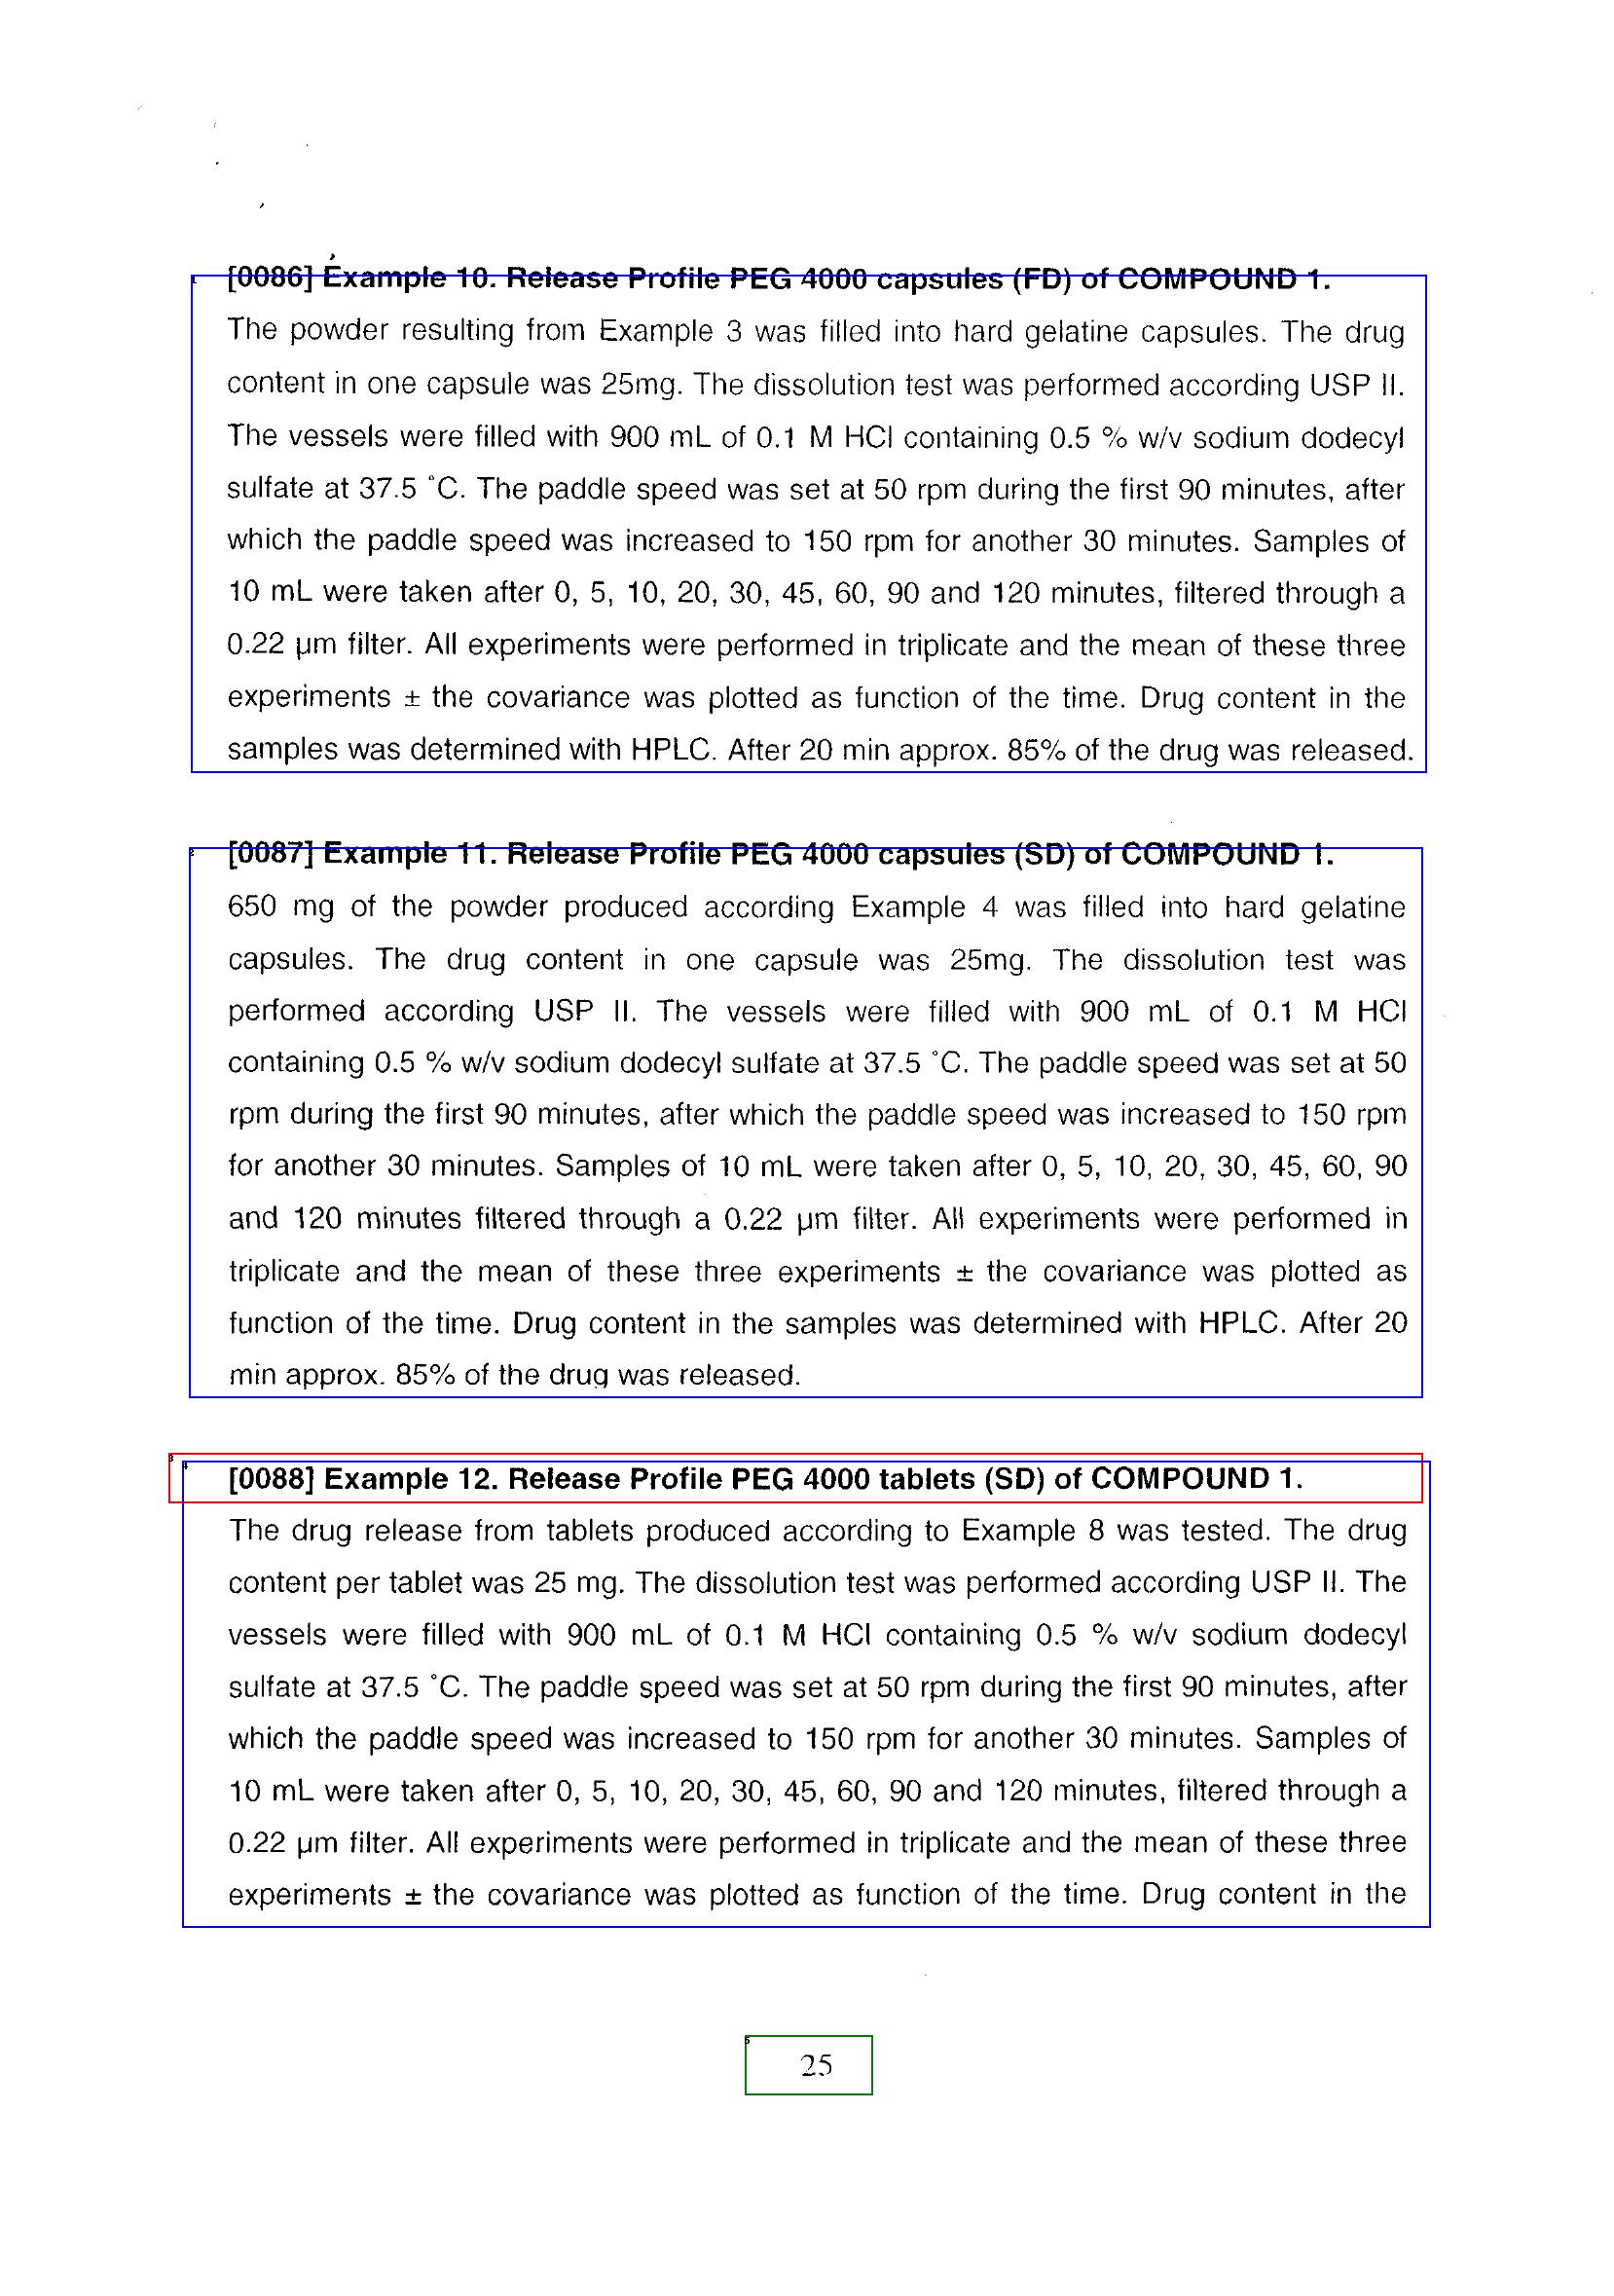 [0086] Example 10. Release Profile PEG 4000 capsules (FD) of COMPOUND 1.
The powder resulting from Example 3 was filled into hard gelatine capsules. The drug
content in one capsule was 25mg. The dissolution test was performed according USP II.
The vessels were filled with 900 mL of 0.1 M HCl containing 0.5 % w/v sodium dodecyl
sulfate at 37.5 °C. The paddle speed was set at 50 rpm during the first 90 minutes, after
which the paddle speed was increased to 150 rpm for another 30 minutes. Samples of
10 mL were taken after 0, 5, 10, 20, 30, 45, 60, 90 and 120 minutes, filtered through a
0.22 µm filter. All experiments were performed in triplicate and the mean of these three
experiments ± the covariance was plotted as function of the time. Drug content in the
samples was determined with HPLC. After 20 min approx. 85% of the drug was released.
[0087] Example 11. Release Profile PEG 4000 capsules (SD) of COMPOUND 1.
650 mg of the powder produced according Example 4 was filled into hard gelatine
capsules. The drug content in one capsule was 25mg. The dissolution test was
performed according USP II. The vessels were filled with 900 mL of 0.1 M HCl
containing 0.5 % w/v sodium dodecyl sulfate at 37.5 °C. The paddle speed was set at 50
rpm during the first 90 minutes, after which the paddle speed was increased to 150 rpm
for another 30 minutes. Samples of 10 mL were taken after 0, 5, 10, 20, 30, 45, 60, 90
and 120 minutes filtered through a 0.22 µm filter. All experiments were performed in
triplicate and the mean of these three experiments ± the covariance was plotted as
function of the time. Drug content in the samples was determined with HPLC. After 20
min approx. 85% of the drug was released.
[0088] Example 12. Release Profile PEG 4000 tablets (SD) of COMPOUND 1.
The drug release from tablets produced according to Example 8 was tested. The drug
content per tablet was 25 mg. The dissolution test was performed according USP II. The
vessels were filled with 900 mL of 0.1 M HCl containing 0.5 % w/v sodium dodecyl
sulfate at 37.5 °C. The paddle speed was set at 50 rpm during the first 90 minutes, after
which the paddle speed was increased to 150 rpm for another 30 minutes. Samples of
10 mL were taken after 0, 5, 10, 20, 30, 45, 60, 90 and 120 minutes, filtered through a
0.22 µm filter. All experiments were performed in triplicate and the mean of these three
experiments ± the covariance was plotted as function of the time. Drug content in the
25